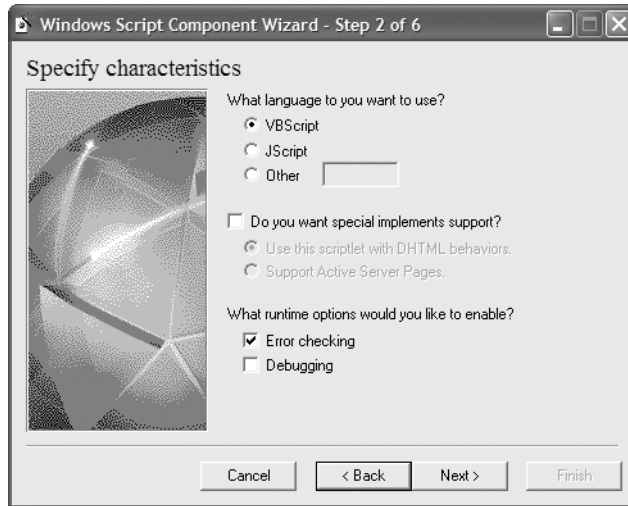 Windows Script Component Wizard - Step 2 of 6
Specify characteristics
What language to you want to use?
VBScript
JScript
Other
Do you want special implements support?
Use this scriptlet with DHTML behaviors.
Support Active Server Pages.
What runtime options would you like to enable?
Error checking
Debugging
Cancel < Back Next > Finish